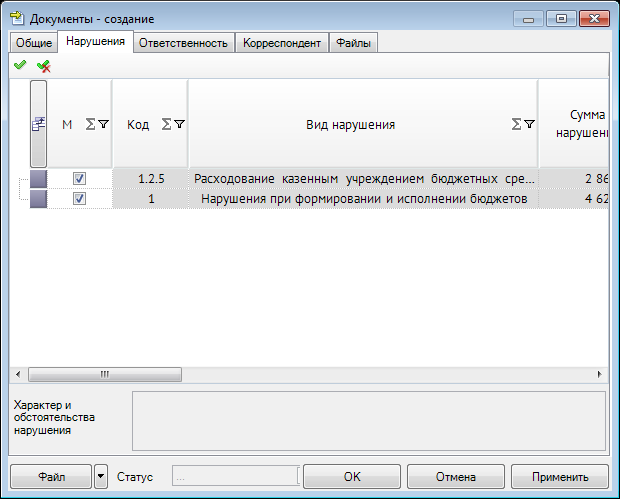 Документы - создание
Общие Нарушения Ответственность Корреспондент Файлы
М Код Вид нарушения Сумма
нарушени
1.2.5 Расходование казенным учреждением бюджетных сре... 2 86
1 Нарушения при формировании и исполнении бюджетов 4 62
Характер и
обстоятельства
нарушения
Файл Статус ... OK Отмена Применить